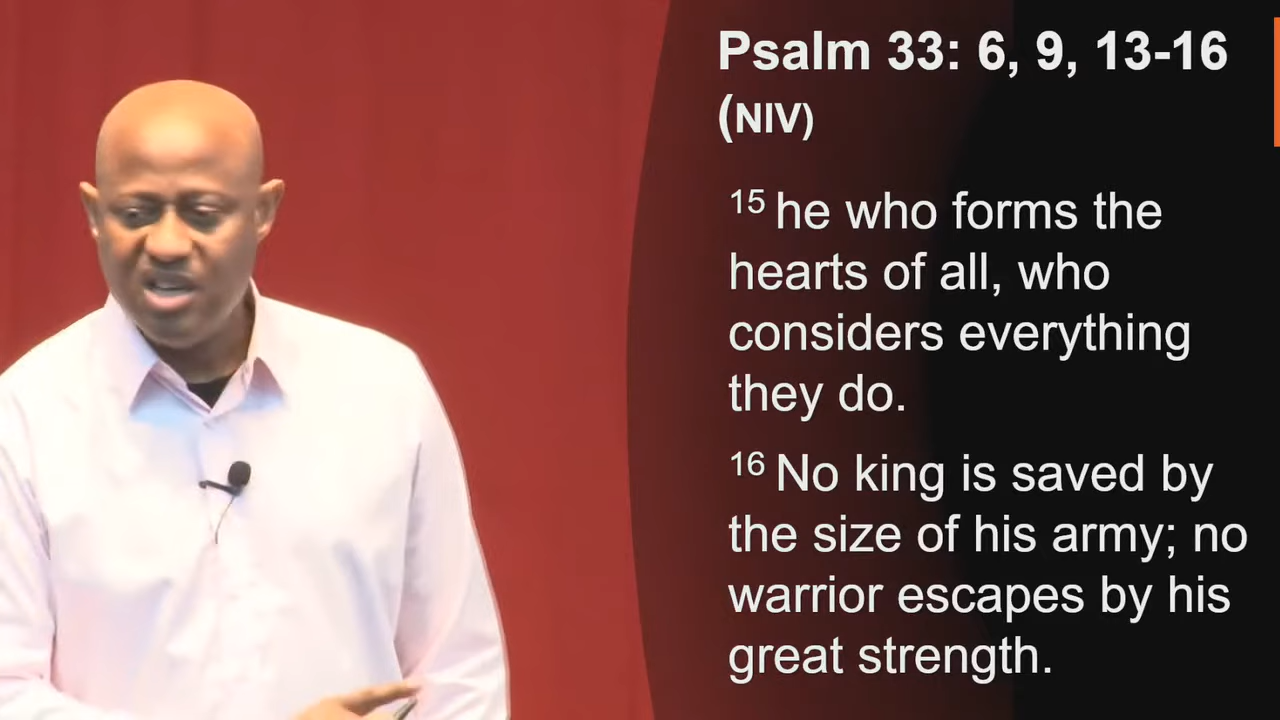 Psalm 33: 6, 9, 13-16
(NIV)
15 he who forms the
hearts of all, who
considers everything
they do.
16 No king is saved by
the size of his army; no
warrior escapes by his
great strength.